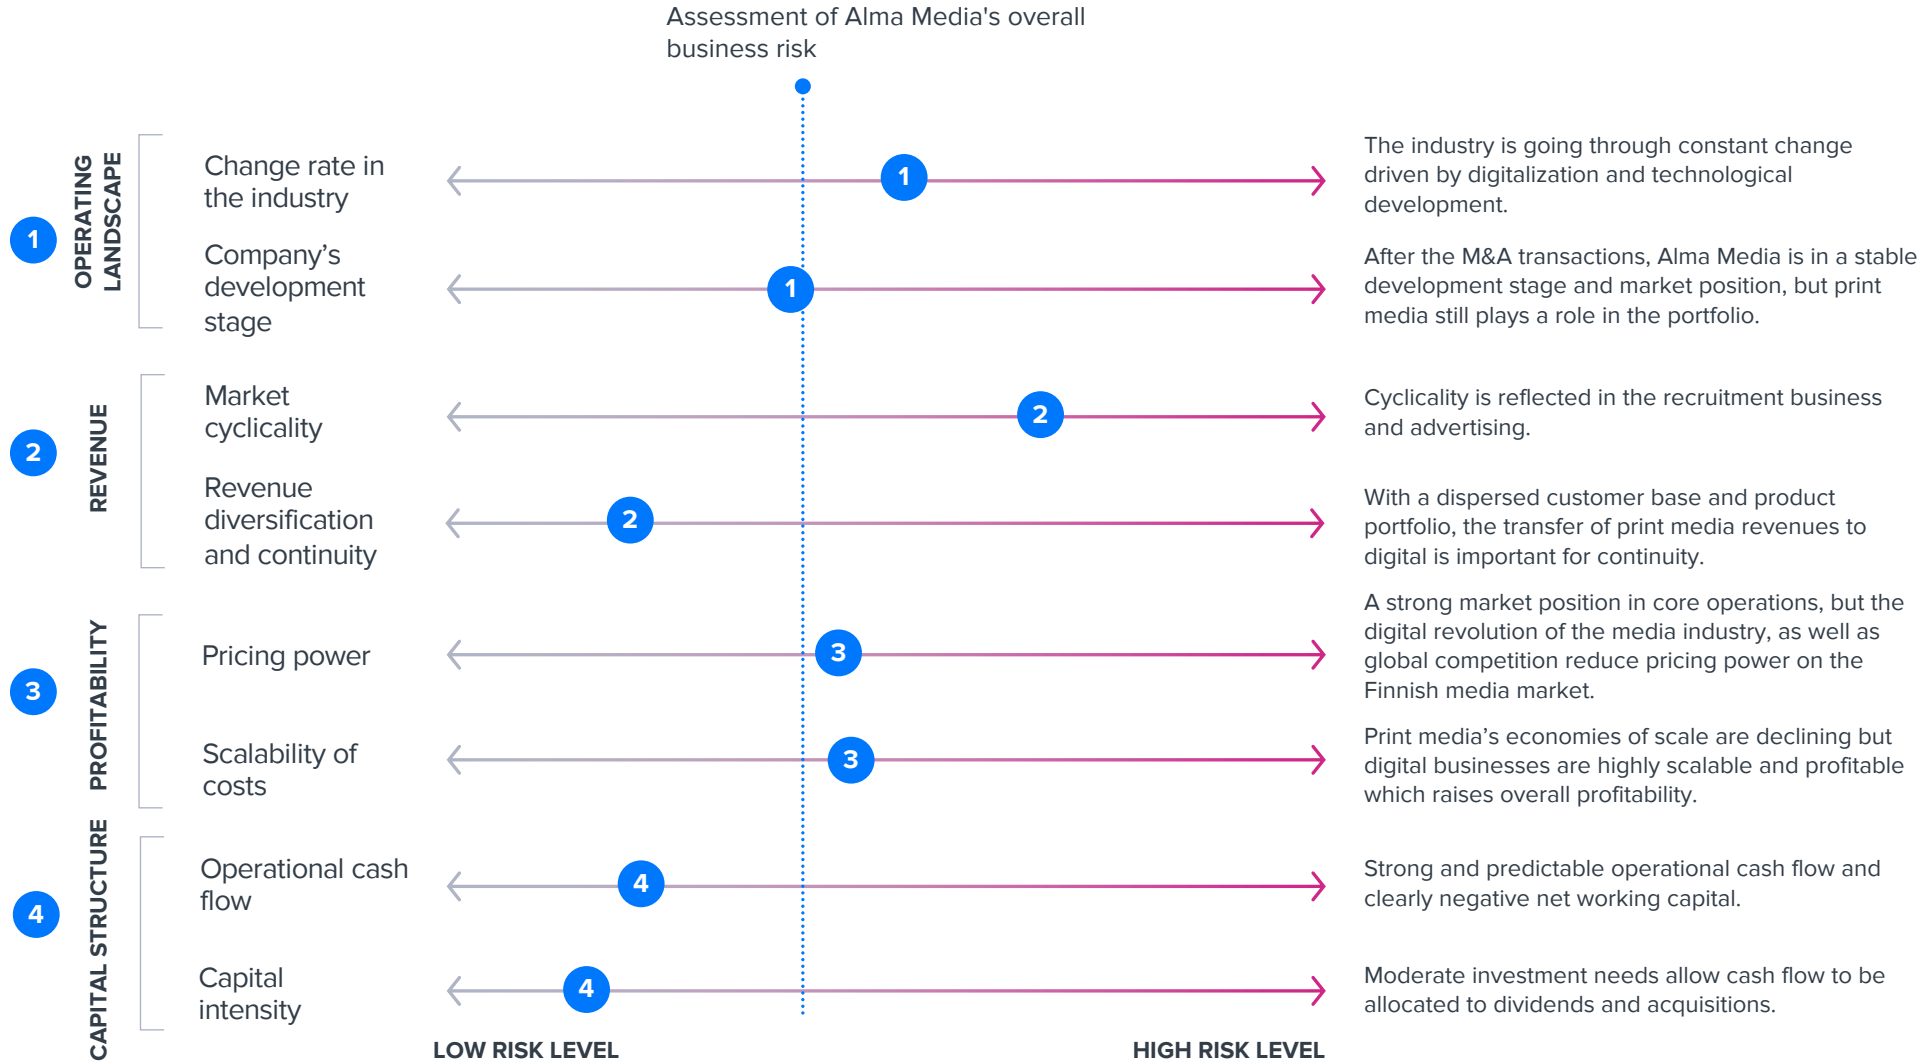 Assessment of Alma Media's overall
business risk
1
OPERATING
LANDSCAPE
Change rate in
the industry
1
The industry is going through constant change
driven by digitalization and technological
development.
Company’s
development
stage
1
After the M&A transactions, Alma Media is in a stable
development stage and market position, but print
media still plays a role in the portfolio.
2
REVENUE
Market
cyclicality
2
Cyclicality is reflected in the recruitment business
and advertising.
Revenue
diversification
and continuity
2
With a dispersed customer base and product
portfolio, the transfer of print media revenues to
digital is important for continuity.
3
PROFITABILITY
Pricing power
3
A strong market position in core operations, but the
digital revolution of the media industry, as well as
global competition reduce pricing power on the
Finnish media market.
Scalability of
costs
3
Print media’s economies of scale are declining but
digital businesses are highly scalable and profitable
which raises overall profitability.
4
CAPITAL STRUCTURE
Operational cash
flow
4
Strong and predictable operational cash flow and
clearly negative net working capital.
Capital
intensity
4
Moderate investment needs allow cash flow to be
allocated to dividends and acquisitions.
LOW RISK LEVEL
HIGH RISK LEVEL